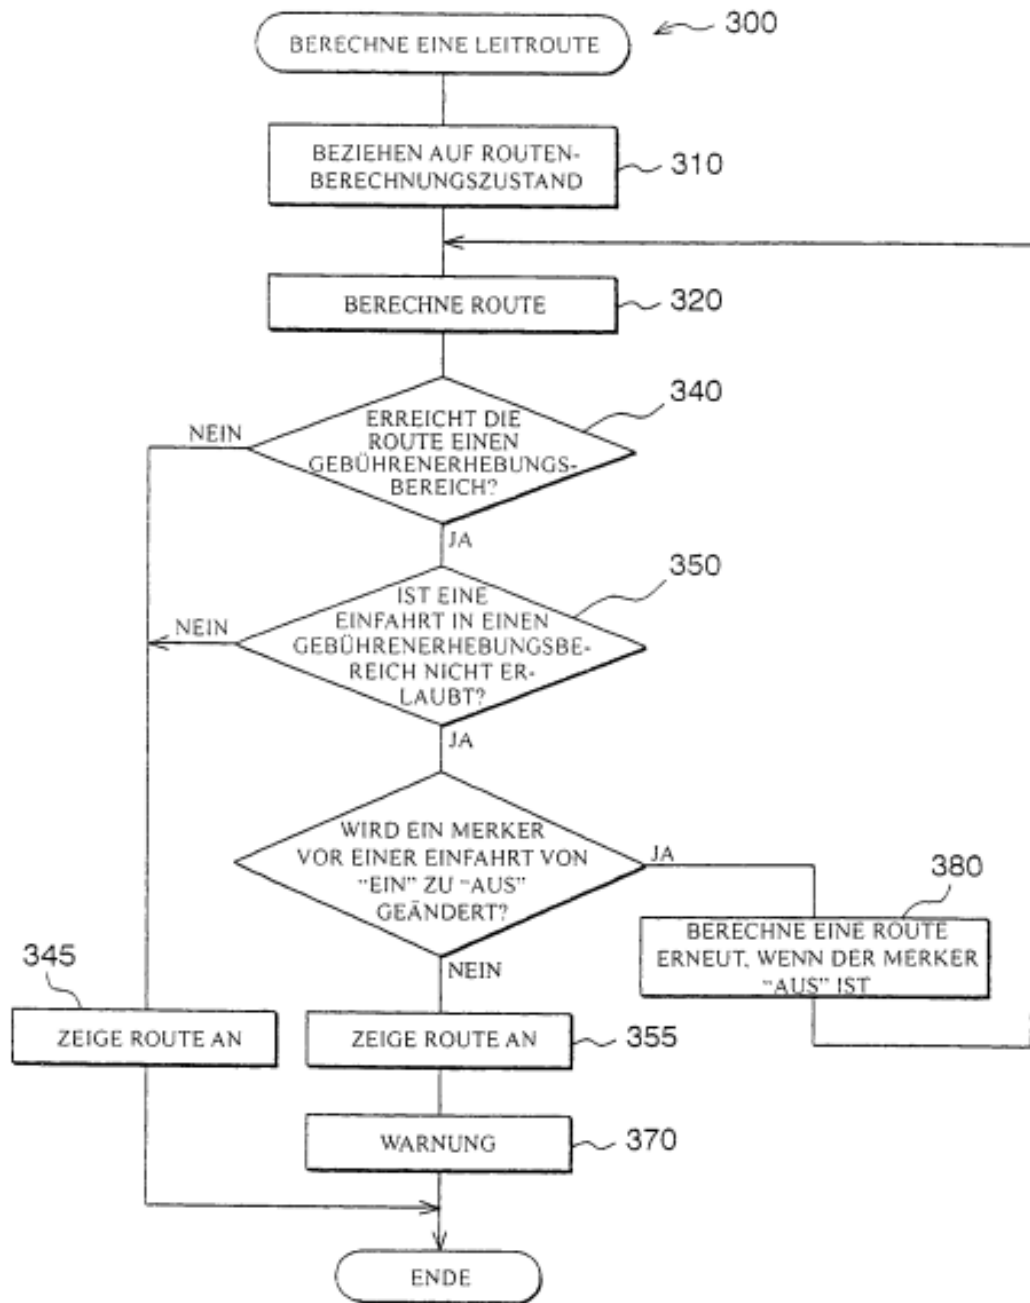 BERECHNE EINE LEITROUTE
300
BEZIEHEN AUF ROUTEN-
BERECHNUNGSZUSTAND
310
BERECHNE ROUTE
320
340
ERREICHT DIE
ROUTE EINEN
GEBÜHRENERHEBUNGS-
BEREICH?
NEIN
JA
350
IST EINE
EINFAHRT IN EINEN
GEBÜHRENERHEBUNGSBE-
REICH NICHT ER-
LAUBT?
NEIN
JA
WIRD EIN MERKER
VOR EINER EINFAHRT VON
“EIN” ZU “AUS”
GEÄNDERT?
JA
NEIN
380
BERECHNE EINE ROUTE
ERNEUT, WENN DER MERKER
“AUS” IST
345
ZEIGE ROUTE AN
ZEIGE ROUTE AN
355
WARNUNG
370
ENDE